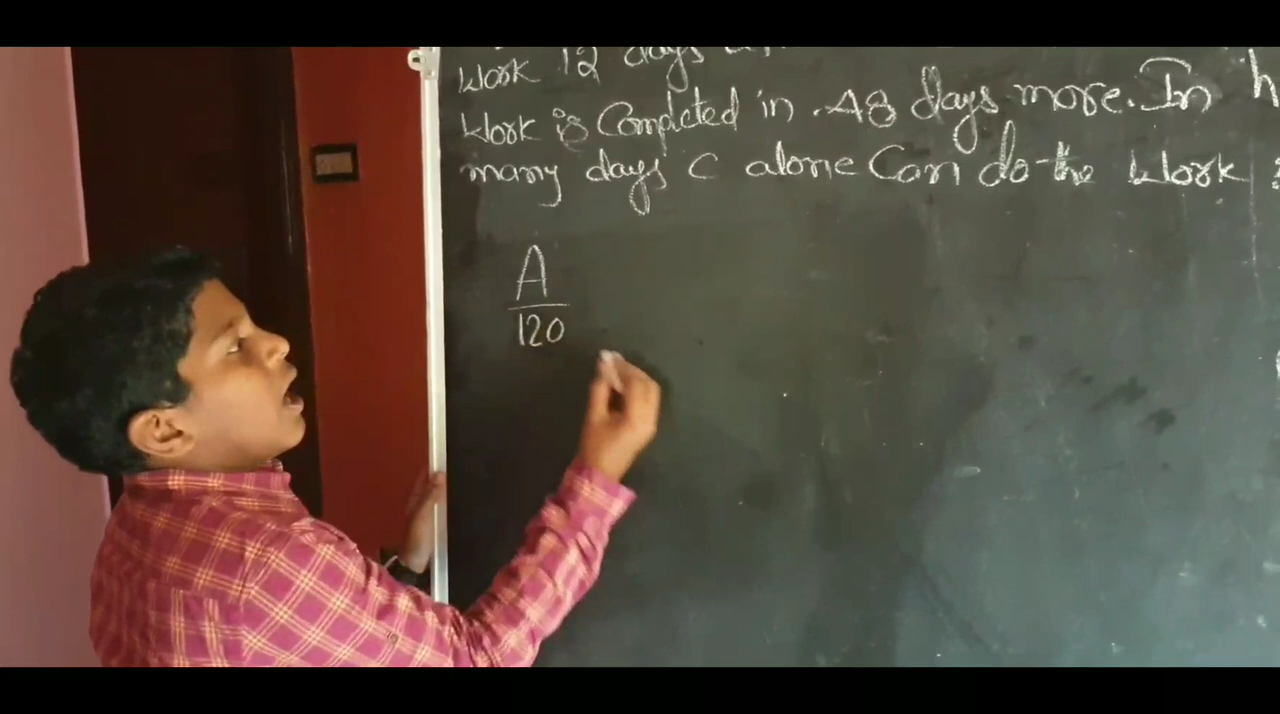 Work 12 days
Work is Completed in 48 days more. In h
many days C alone Can do the Work
A
120